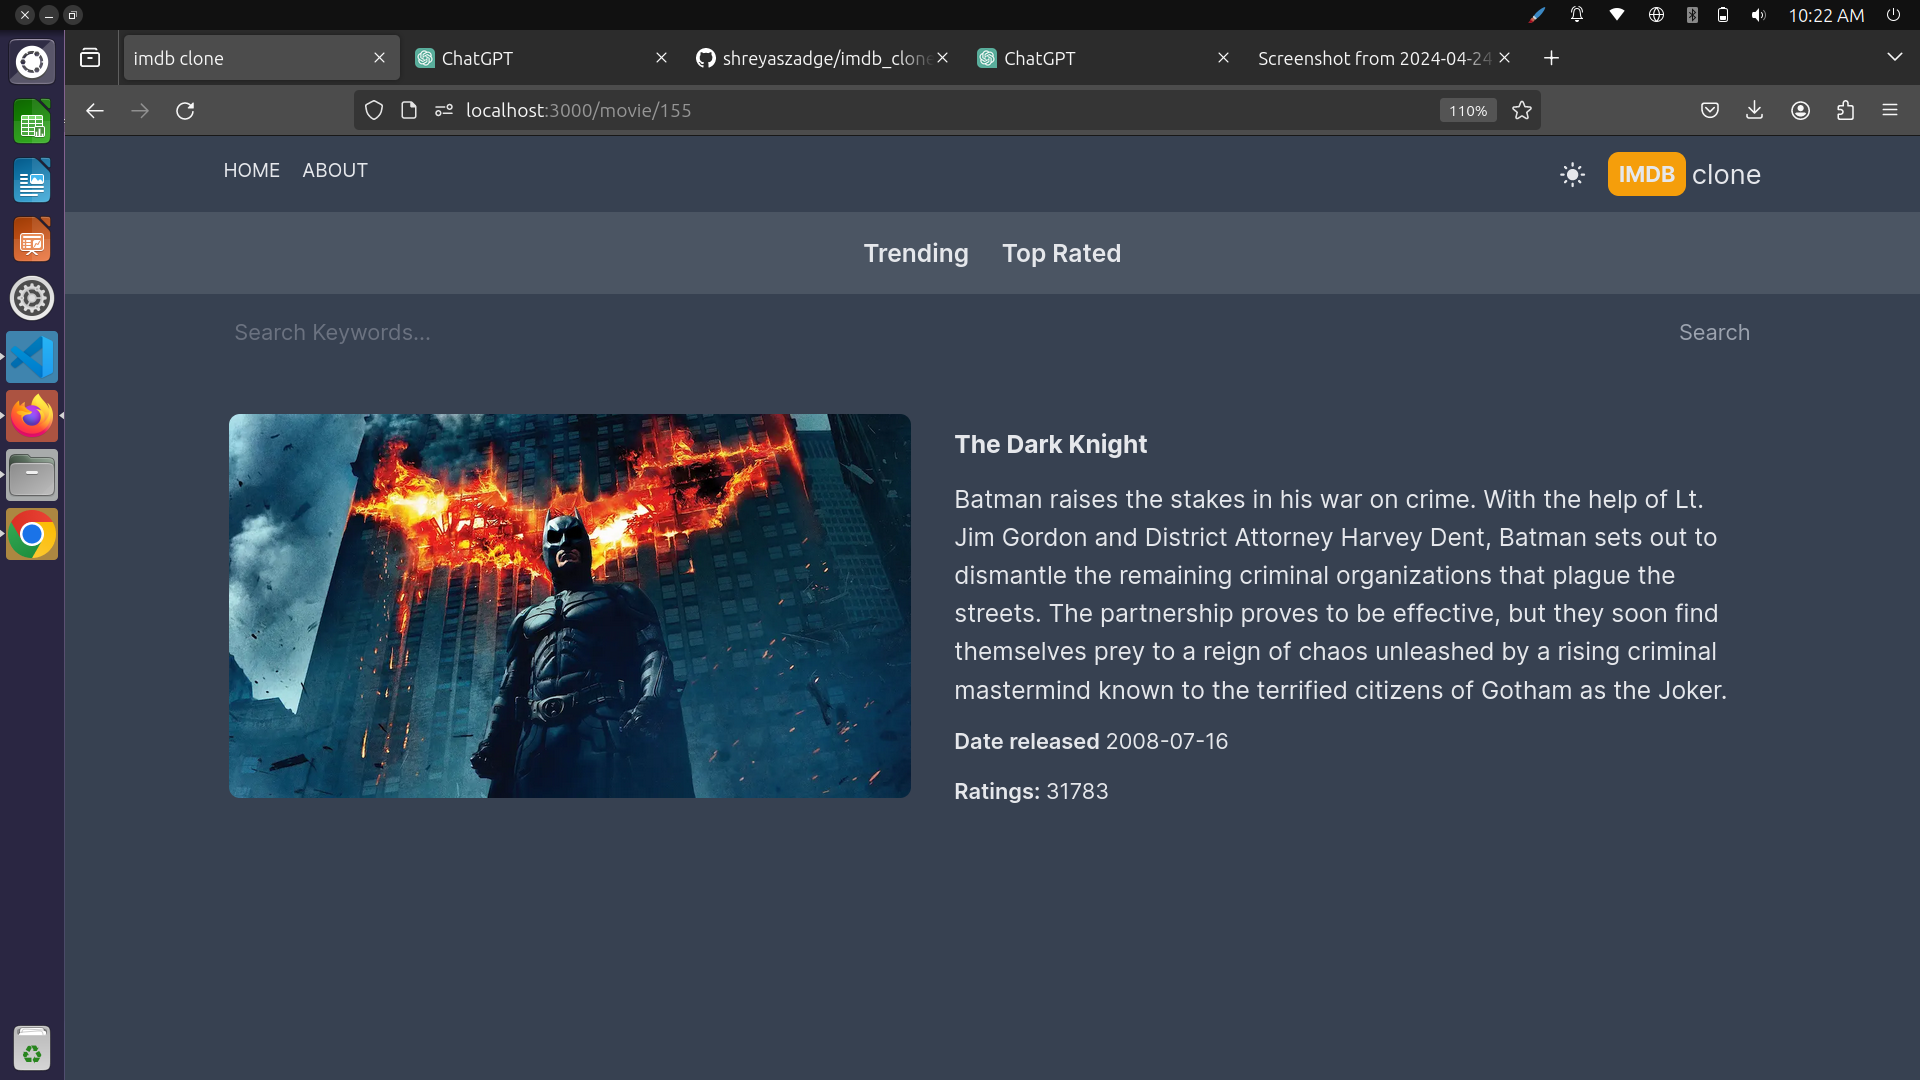 10:22 AM
imdb clone
ChatGPT
shreyaszadge/imdb_clone
ChatGPT
Screenshot from 2024-04-24
localhost:3000/movie/155
110%
HOME
ABOUT
IMDB clone
Trending
Top Rated
Search Keywords...
Search
The Dark Knight
Batman raises the stakes in his war on crime. With the help of Lt.
Jim Gordon and District Attorney Harvey Dent, Batman sets out to
dismantle the remaining criminal organizations that plague the
streets. The partnership proves to be effective, but they soon find
themselves prey to a reign of chaos unleashed by a rising criminal
mastermind known to the terrified citizens of Gotham as the Joker.
Date released 2008-07-16
Ratings: 31783